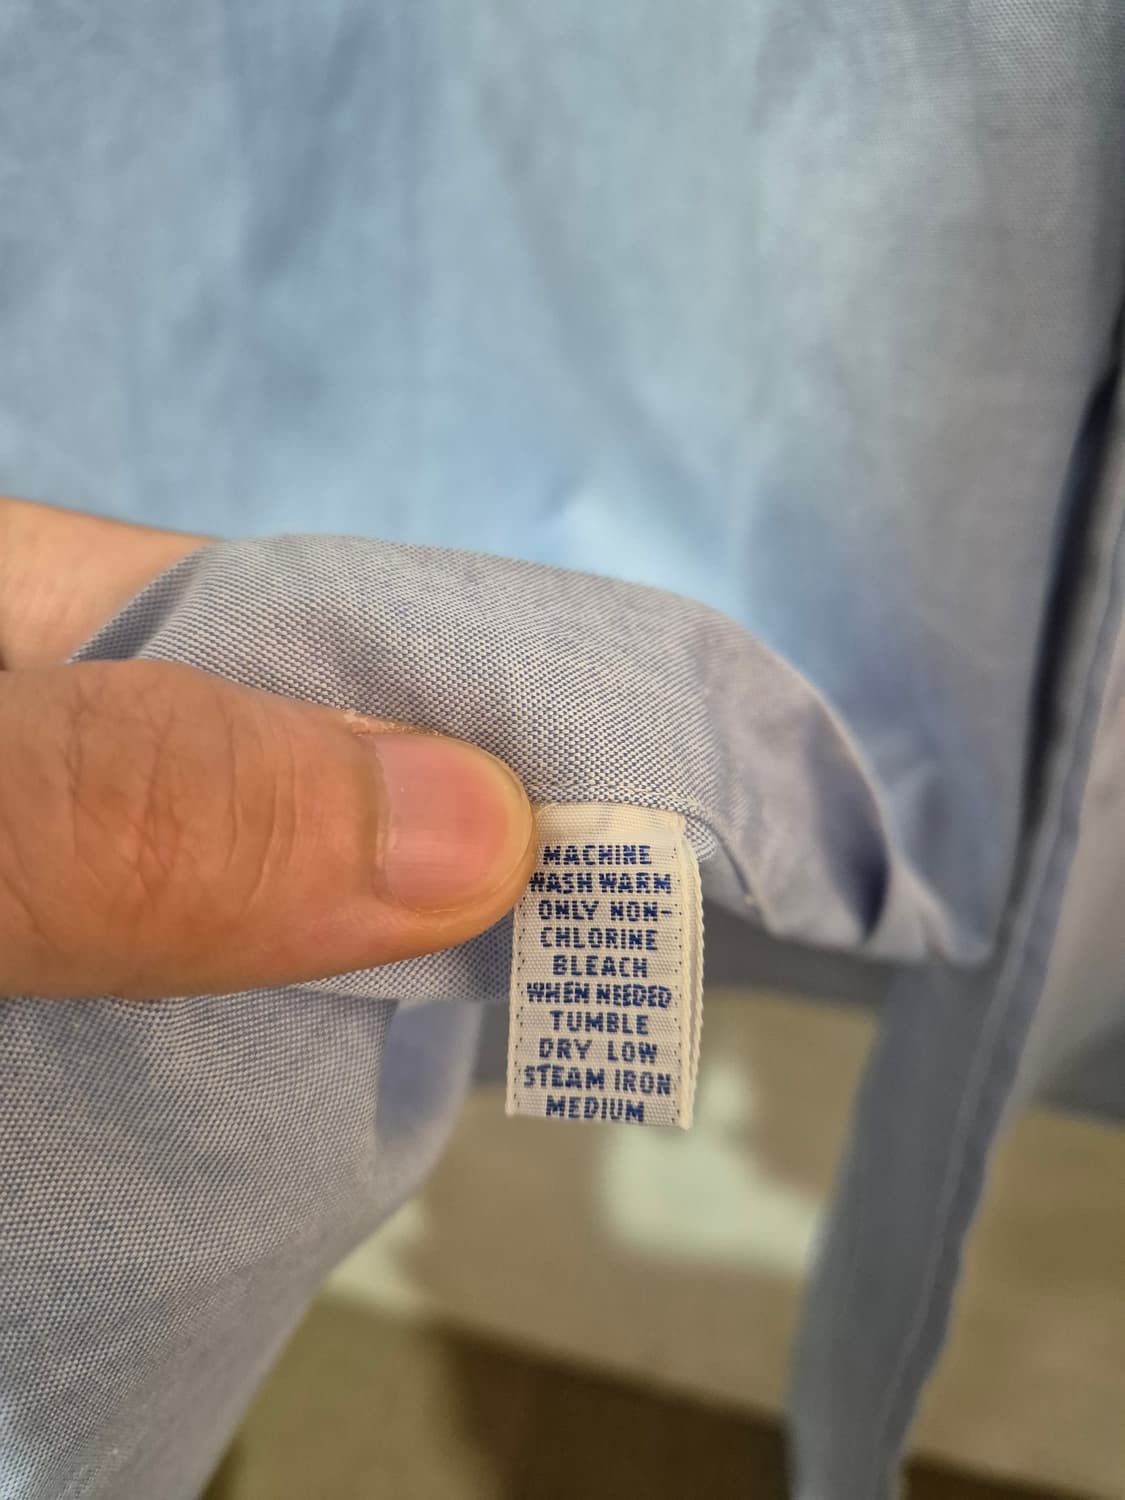 MACHINE
WASH WARM
ONLY NON-
CHLORINE
BLEACH
WHEN NEEDED
TUMBLE
DRY LOW
STEAM IRON
MEDIUM